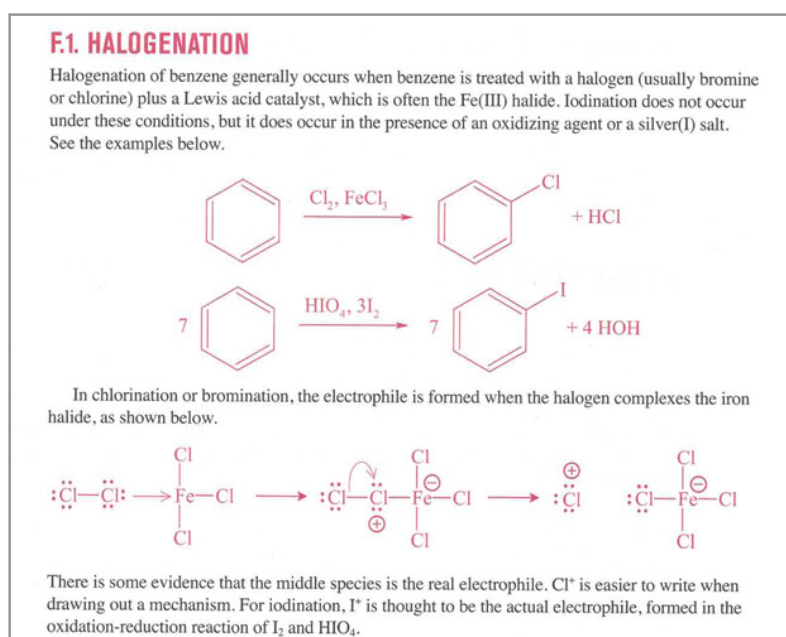 F.1. HALOGENATION
Halogenation of benzene generally occurs when benzene is treated with a halogen (usually bromine
or chlorine) plus a Lewis acid catalyst, which is often the Fe(III) halide. Iodination does not occur
under these conditions, but it does occur in the presence of an oxidizing agent or a silver(I) salt.
See the examples below.
Cl₂, FeCl₃
Cl
+ HCl
7
HIO₄, 3I₂
7
I
+ 4 HOH
In chlorination or bromination, the electrophile is formed when the halogen complexes the iron
halide, as shown below.
Cl
:Cl—Cl: →Fe—Cl
Cl
Cl
:Cl—Cl—Fe—Cl
⊕ ⊖
Cl
⊕
:Cl
Cl
:Cl—Fe—Cl
⊖
Cl
There is some evidence that the middle species is the real electrophile. Cl⁺ is easier to write when
drawing out a mechanism. For iodination, I⁺ is thought to be the actual electrophile, formed in the
oxidation-reduction reaction of I₂ and HIO₄.